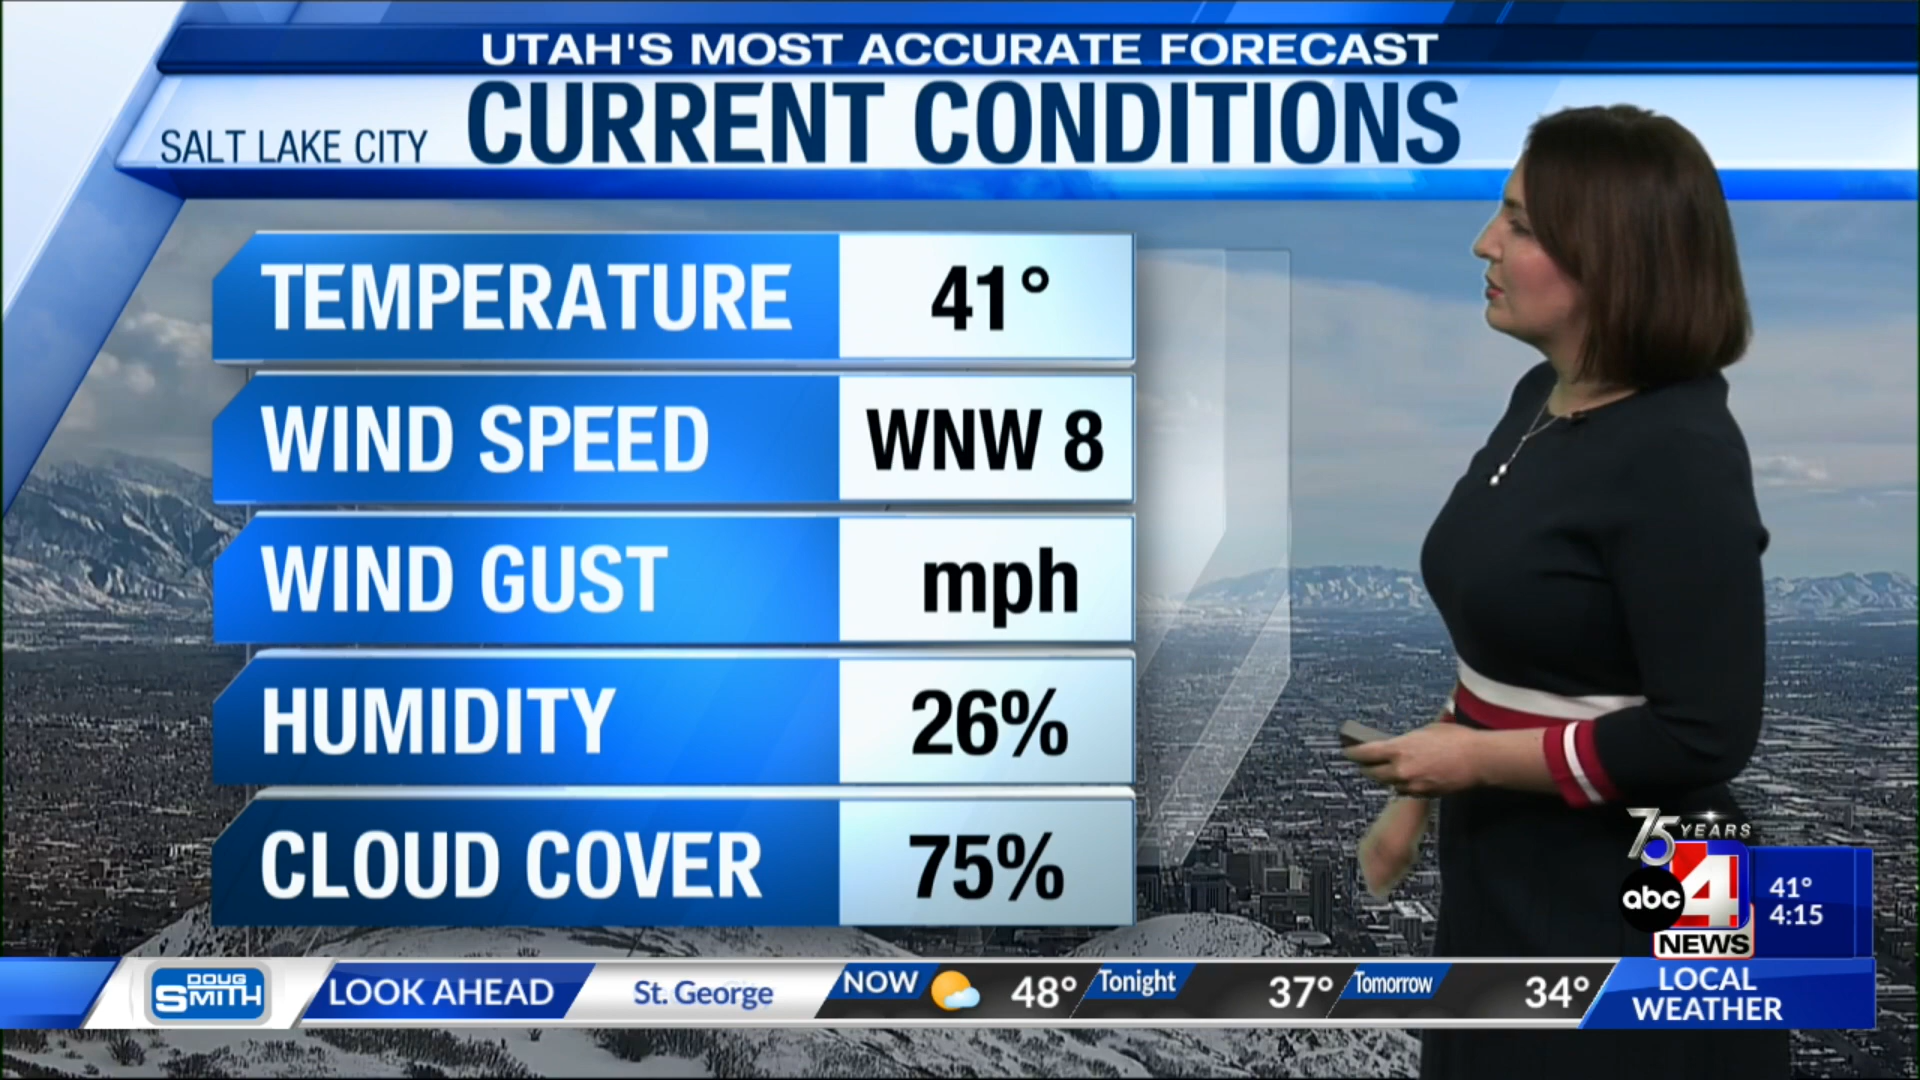 UTAH'S MOST ACCURATE FORECAST
SALT LAKE CITY CURRENT CONDITIONS
TEMPERATURE 41°
WIND SPEED WNW 8
WIND GUST mph
HUMIDITY 26%
CLOUD COVER 75%
75 YEARS
abc 4
NEWS
41°
4:15
DOUG
SMITH
LOOK AHEAD
St. George
NOW 48°
Tonight 37°
Tomorrow 34°
LOCAL
WEATHER